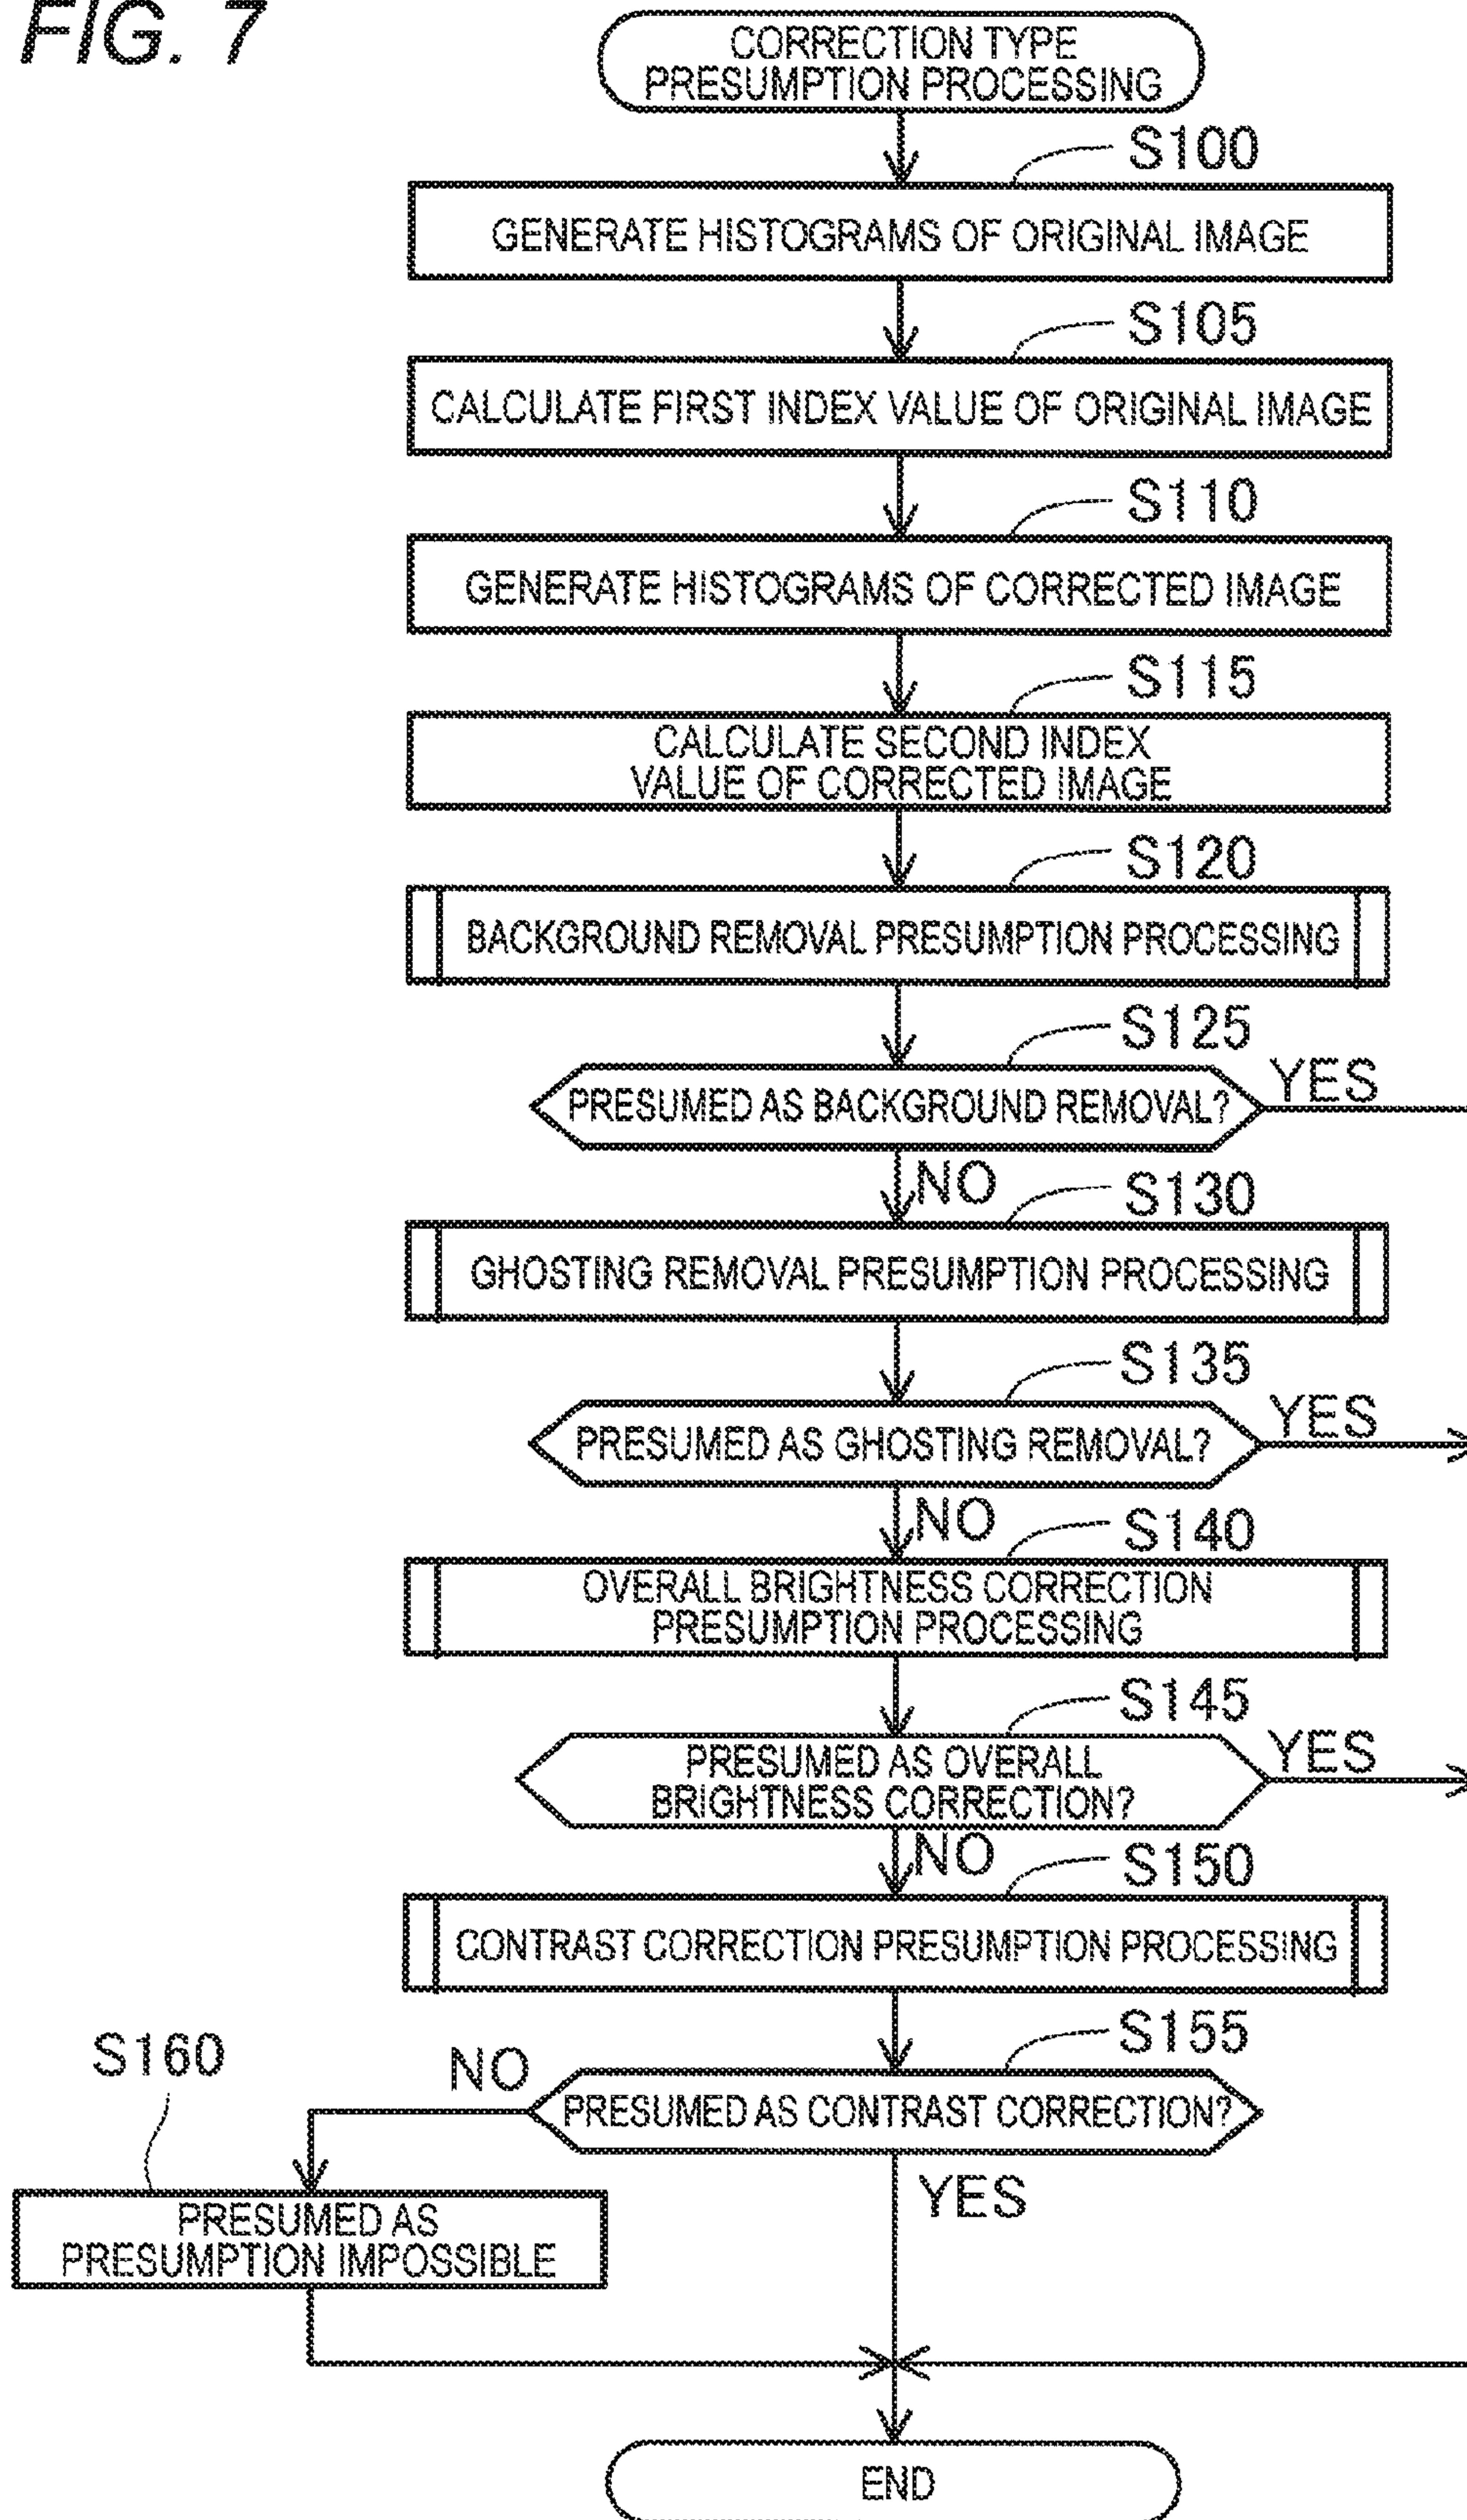 FIG. 7
CORRECTION TYPE
PRESUMPTION PROCESSING
S100
GENERATE HISTOGRAMS OF ORIGINAL IMAGE
S105
CALCULATE FIRST INDEX VALUE OF ORIGINAL IMAGE
S110
GENERATE HISTOGRAMS OF CORRECTED IMAGE
S115
CALCULATE SECOND INDEX
VALUE OF CORRECTED IMAGE
S120
BACKGROUND REMOVAL PRESUMPTION PROCESSING
S125
PRESUMED AS BACKGROUND REMOVAL?
YES
NO
S130
GHOSTING REMOVAL PRESUMPTION PROCESSING
S135
PRESUMED AS GHOSTING REMOVAL?
YES
NO
S140
OVERALL BRIGHTNESS CORRECTION
PRESUMPTION PROCESSING
S145
PRESUMED AS OVERALL
BRIGHTNESS CORRECTION?
YES
NO
S150
CONTRAST CORRECTION PRESUMPTION PROCESSING
S155
PRESUMED AS CONTRAST CORRECTION?
NO
S160
YES
PRESUMED AS
PRESUMPTION IMPOSSIBLE
END